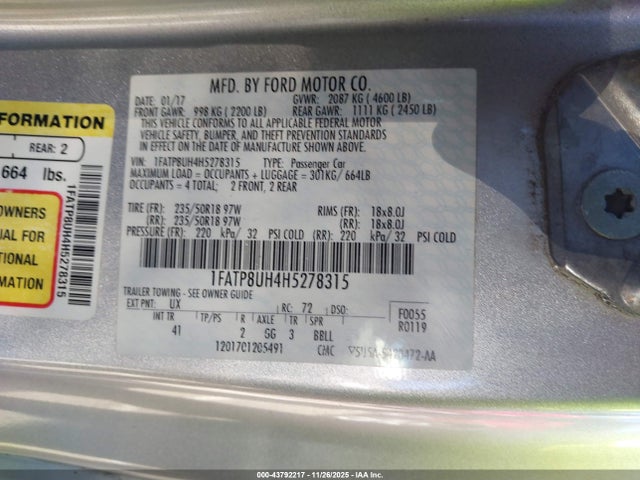 MFD. BY FORD MOTOR CO.
DATE: 01/17 GVWR: 2087 KG ( 4600 LB)
FRONT GAWR: 998 KG ( 2200 LB) REAR GAWR: 1111 KG ( 2450 LB)
THIS VEHICLE CONFORMS TO ALL APPLICABLE FEDERAL MOTOR
VEHICLE SAFETY, BUMPER, AND THEFT PREVENTION STANDARDS
IN EFFECT ON THE DATE OF MANUFACTURE SHOWN ABOVE.
VIN: 1FATP8UH4H5278315 TYPE: Passenger Car
MAXIMUM LOAD = OCCUPANTS + LUGGAGE = 301KG/ 664LB
OCCUPANTS = 4 TOTAL; 2 FRONT, 2 REAR
TIRE (FR): 235/50R18 97W RIMS (FR): 18x8.0J
(RR): 235/50R18 97W (RR): 18x8.0J
PRESSURE (FR): 220 kPa/ 32 PSI COLD (RR): 220 kPa/ 32 PSI COLD
1FATP8UH4H5278315
TRAILER TOWING - SEE OWNER GUIDE
EXT PNT: UX RC: 72 DSO:
INT TR TP/PS R AXLE TR SPR
41 2 GG 3 BBLL
F0055
R0119
1201701205491 CMC
FORMATION
REAR: 2
664 lbs.
OWNERS
UAL FOR
TIONAL
MATION
1FATP8UH4H5278315
00-43792217 - 11/26/2025 - IAA Inc.